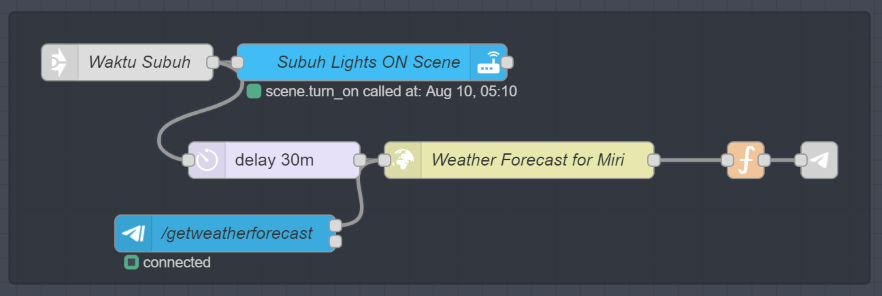 Waktu Subuh
Subuh Lights ON Scene
scene.turn_on called at: Aug 10, 05:10
delay 30m
Weather Forecast for Miri
/getweatherforecast
connected